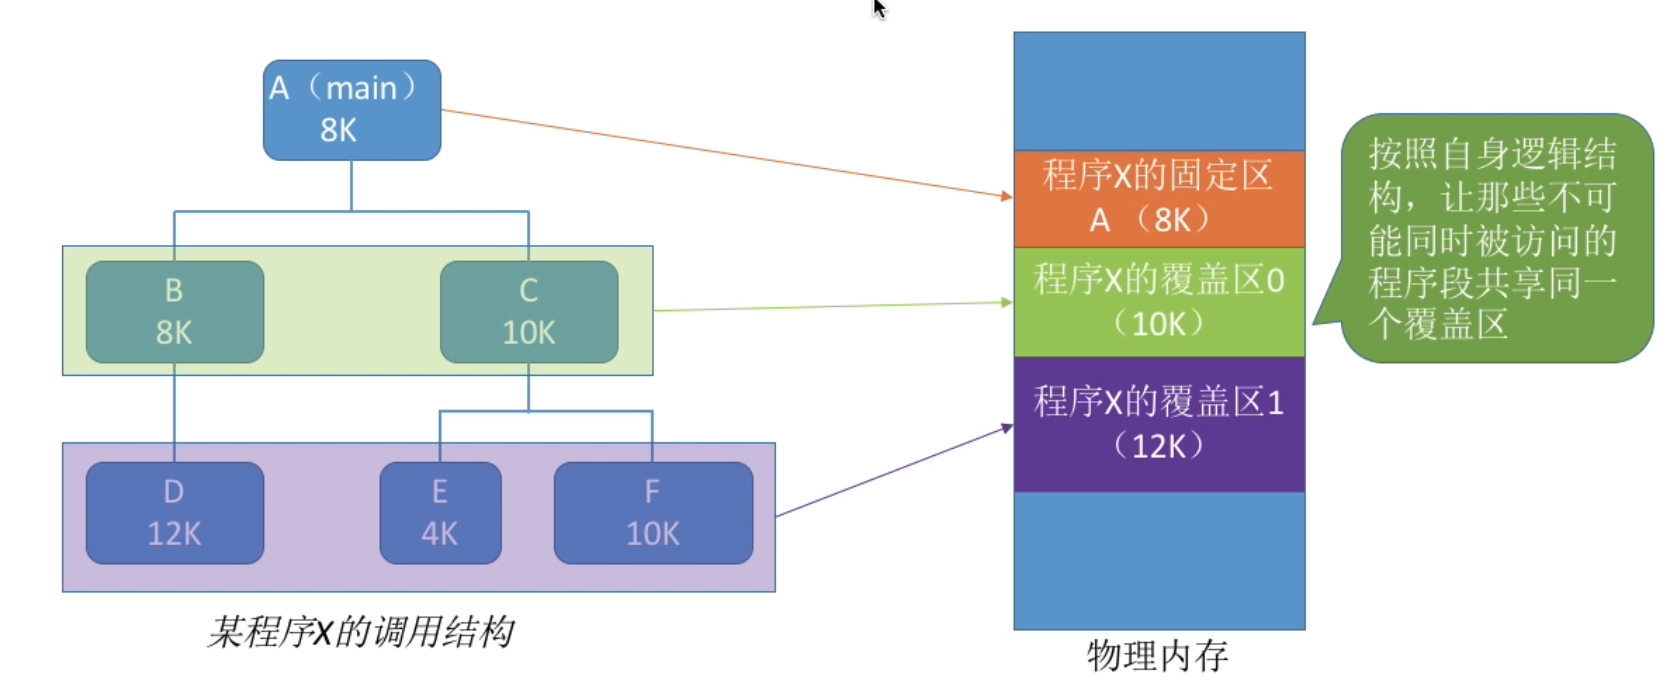 A（main）
8K
B
8K
C
10K
D
12K
E
4K
F
10K
某程序X的调用结构
程序X的固定区
A （8K）
程序X的覆盖区0
（10K）
程序X的覆盖区1
（12K）
物理内存
按照自身逻辑结
构，让那些不可
能同时被访问的
程序段共享同一
个覆盖区